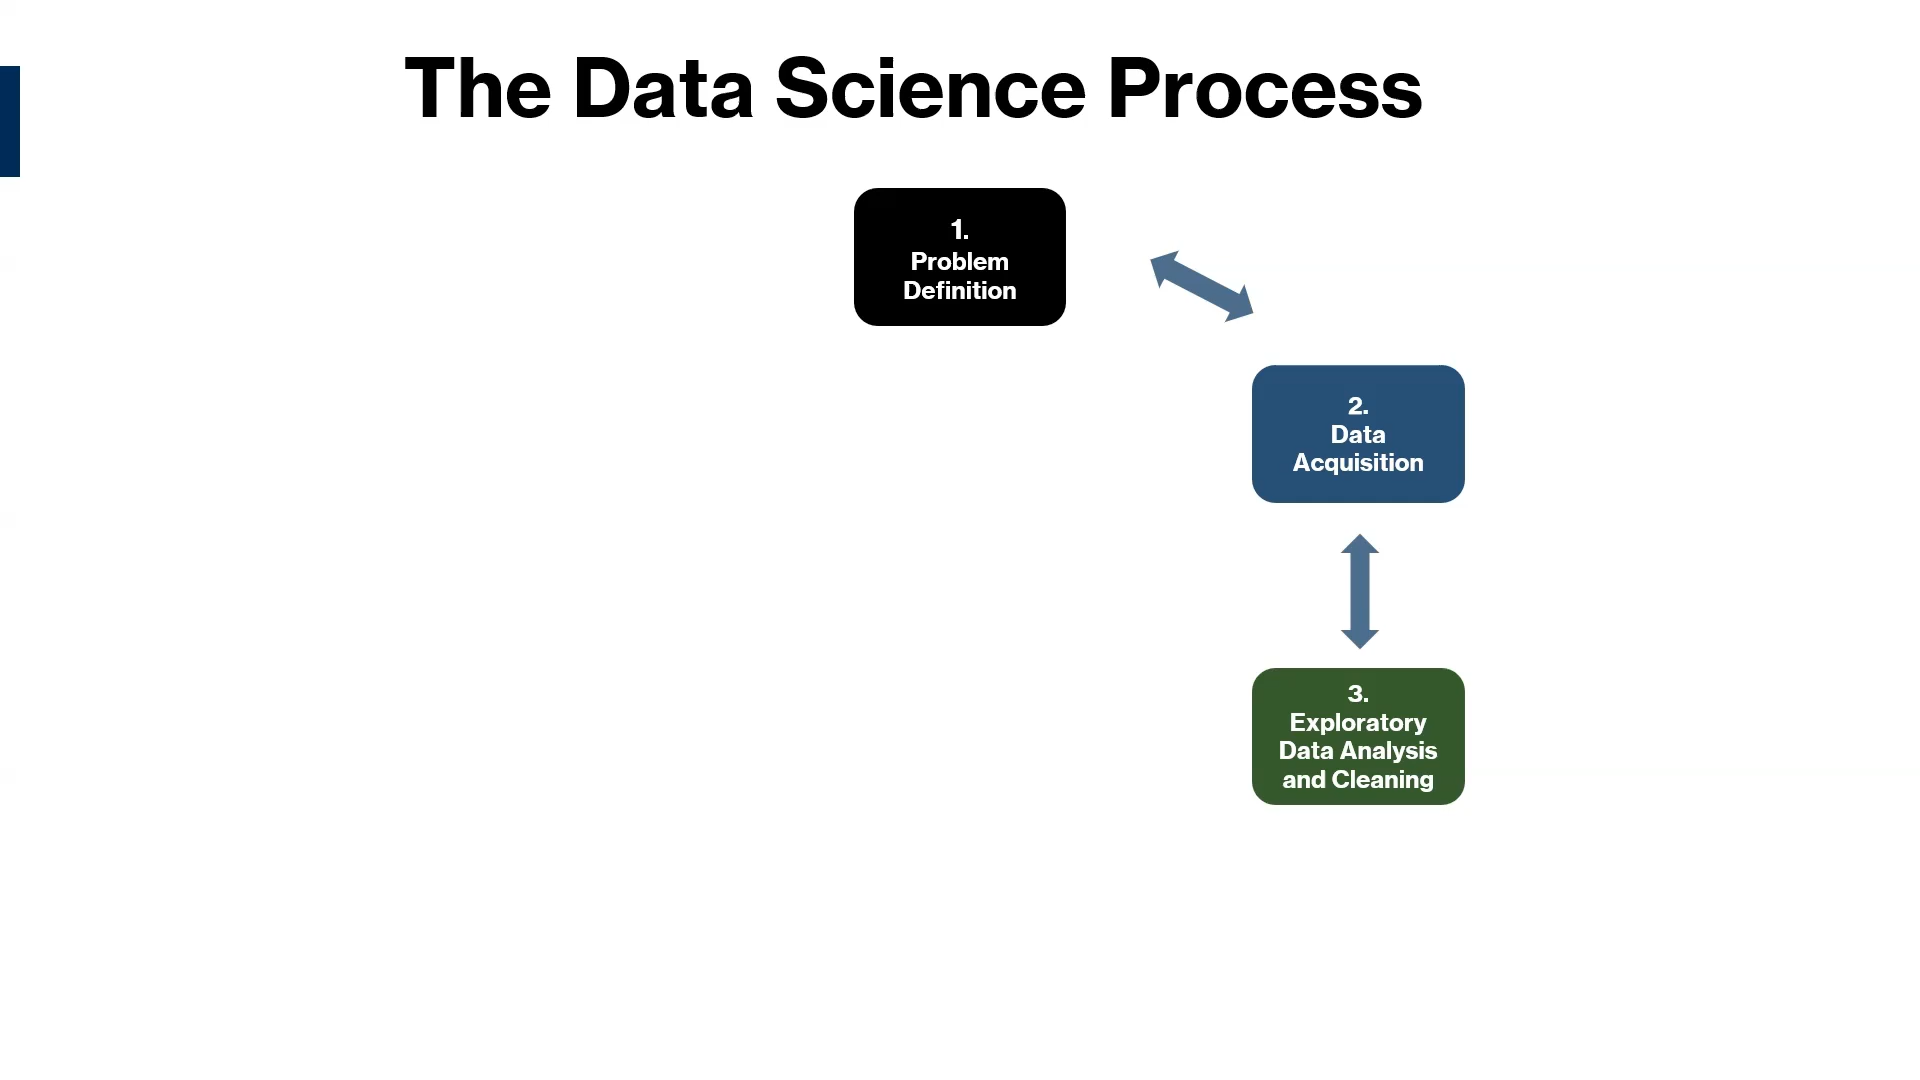 The Data Science Process
1.
Problem
Definition
2.
Data
Acquisition
3.
Exploratory
Data Analysis
and Cleaning